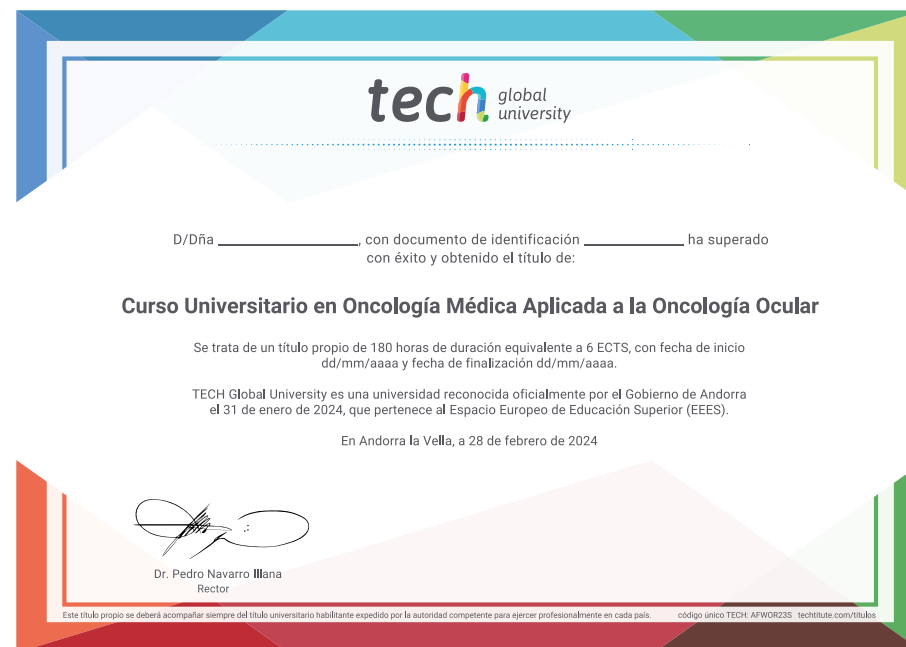 tech global university
D/Dña ____________________, con documento de identificación ______________ ha superado
con éxito y obtenido el título de:
Curso Universitario en Oncología Médica Aplicada a la Oncología Ocular
Se trata de un título propio de 180 horas de duración equivalente a 6 ECTS, con fecha de inicio
dd/mm/aaaa y fecha de finalización dd/mm/aaaa.
TECH Global University es una universidad reconocida oficialmente por el Gobierno de Andorra
el 31 de enero de 2024, que pertenece al Espacio Europeo de Educación Superior (EEES).
En Andorra la Vella, a 28 de febrero de 2024
Dr. Pedro Navarro Illana
Rector
Este título propio se deberá acompañar siempre del título universitario habilitante expedido por la autoridad competente para ejercer profesionalmente en cada país. código único TECH: AFWOR23S techtitute.com/titulos